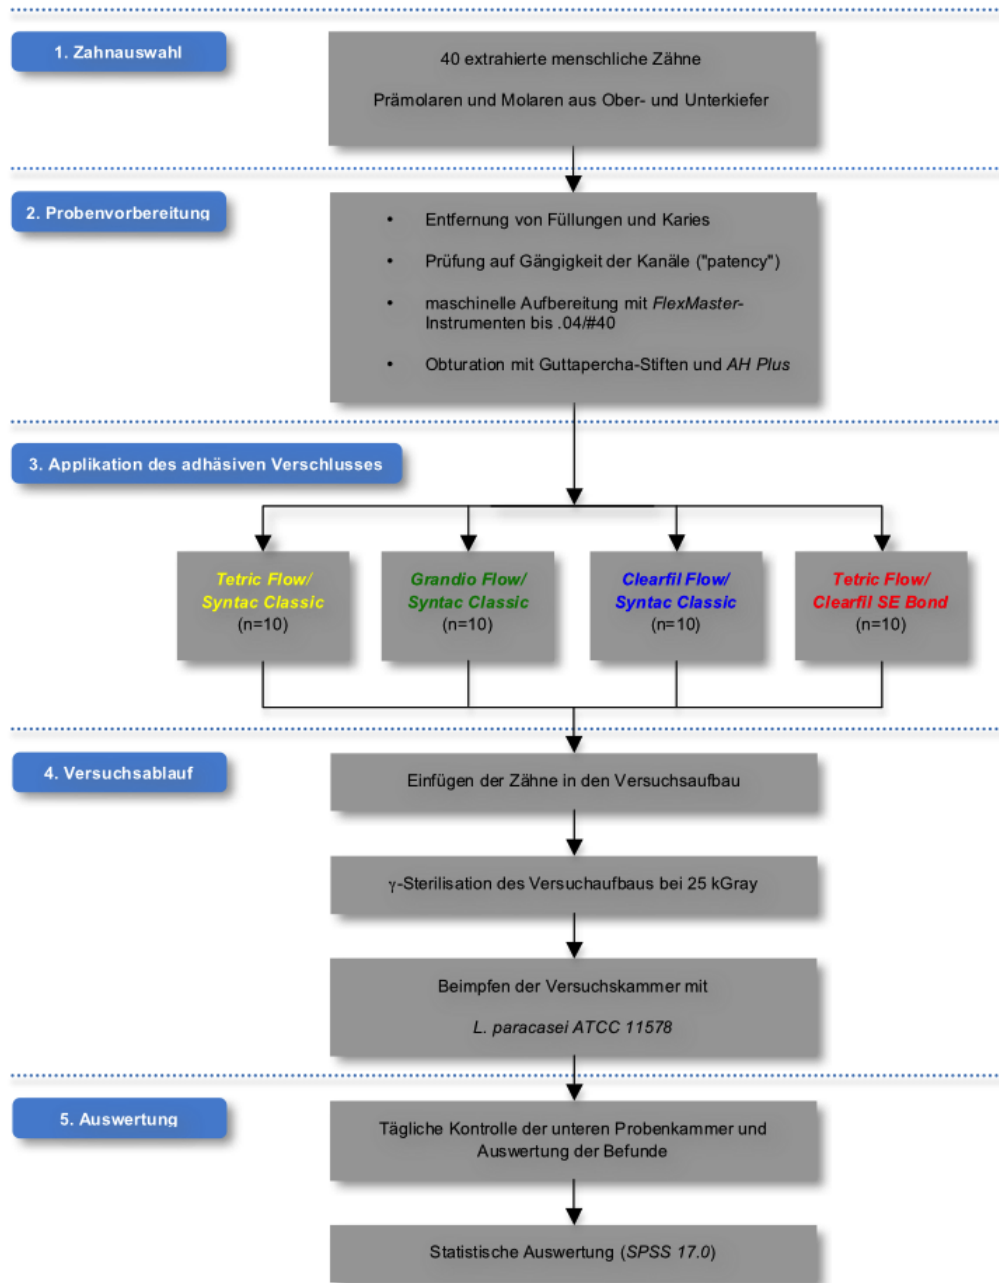 1. Zahnauswahl
40 extrahierte menschliche Zähne
Prämolaren und Molaren aus Ober- und Unterkiefer
2. Probenvorbereitung
• Entfernung von Füllungen und Karies
• Prüfung auf Gängigkeit der Kanäle ("patency")
• maschinelle Aufbereitung mit FlexMaster-
Instrumenten bis .04/#40
• Obturation mit Guttapercha-Stiften und AH Plus
3. Applikation des adhäsiven Verschlusses
Tetric Flow/
Syntac Classic
(n=10)
Grandio Flow/
Syntac Classic
(n=10)
Clearfil Flow/
Syntac Classic
(n=10)
Tetric Flow/
Clearfil SE Bond
(n=10)
4. Versuchsablauf
Einfügen der Zähne in den Versuchsaufbau
γ-Sterilisation des Versuchaufbaus bei 25 kGray
Beimpfen der Versuchskammer mit
L. paracasei ATCC 11578
5. Auswertung
Tägliche Kontrolle der unteren Probenkammer und
Auswertung der Befunde
Statistische Auswertung (SPSS 17.0)